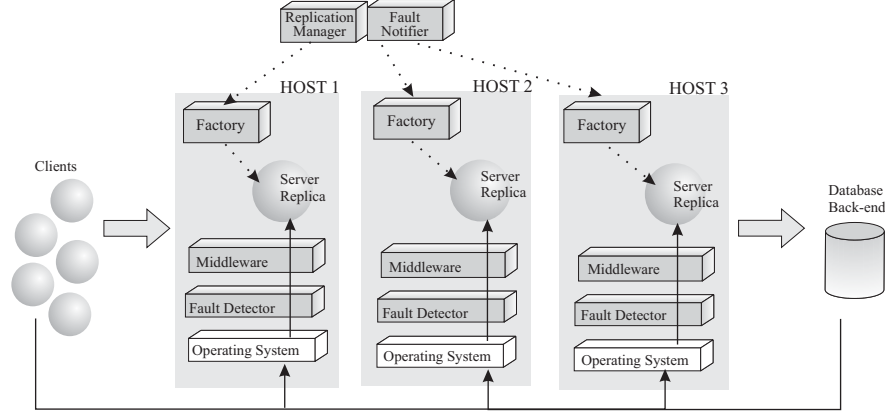 Replication
Manager
Fault
Notifier
HOST 1
HOST 2
HOST 3
Factory
Factory
Factory
Clients
Server
Replica
Server
Replica
Server
Replica
Database
Back-end
Middleware
Middleware
Middleware
Fault Detector
Fault Detector
Fault Detector
Operating System
Operating System
Operating System